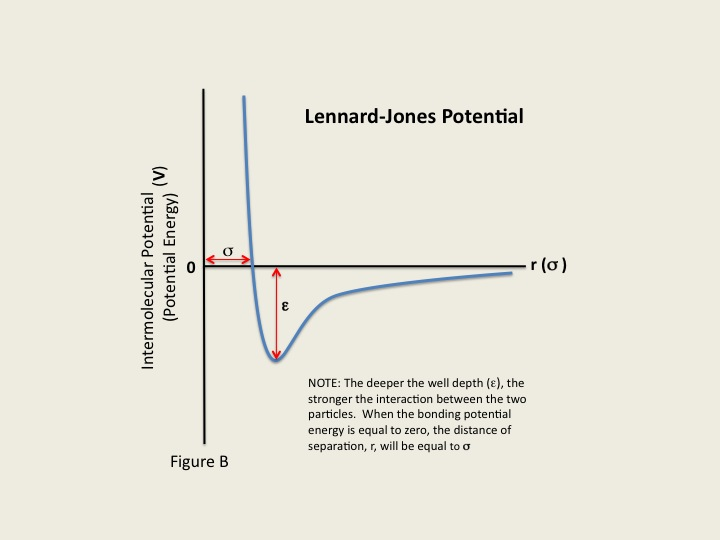 Lennard-Jones Potential
Intermolecular Potential (V)
(Potential Energy)
σ
0
r (σ)
ε
NOTE: The deeper the well depth (ε), the
stronger the interaction between the two
particles. When the bonding potential
energy is equal to zero, the distance of
separation, r, will be equal to σ
Figure B